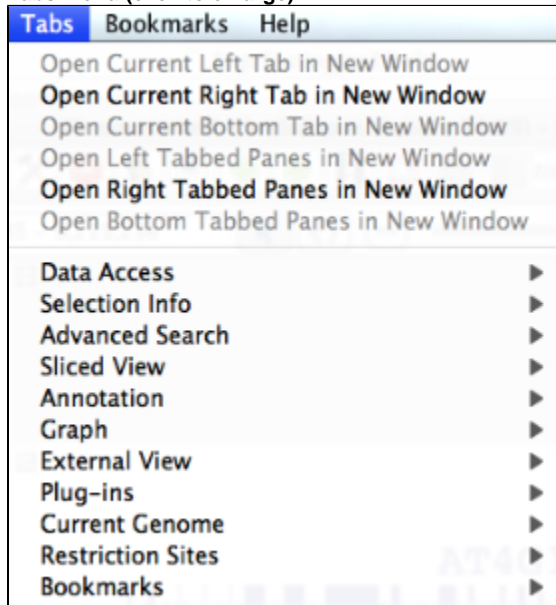 Tabs Bookmarks Help
Open Current Left Tab in New Window
Open Current Right Tab in New Window
Open Current Bottom Tab in New Window
Open Left Tabbed Panes in New Window
Open Right Tabbed Panes in New Window
Open Bottom Tabbed Panes in New Window
Data Access
Selection Info
Advanced Search
Sliced View
Annotation
Graph
External View
Plug-ins
Current Genome
Restriction Sites
Bookmarks